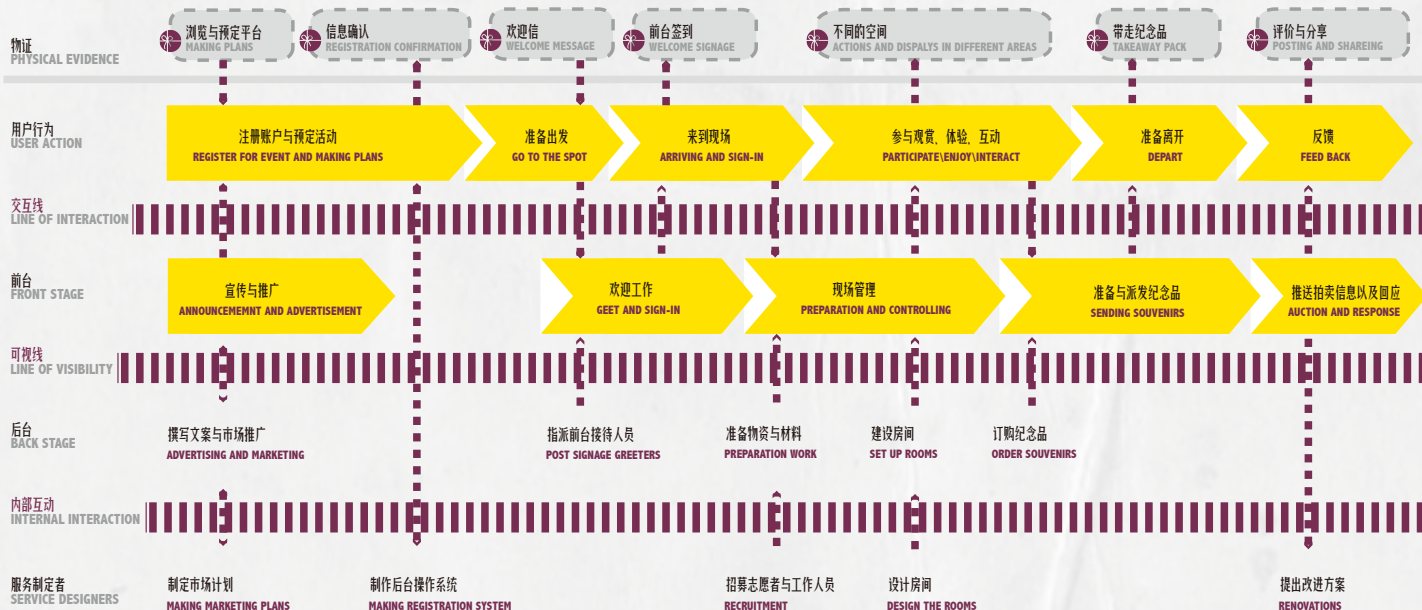 物证
PHYSICAL EVIDENCE
浏览与预定平台
MAKING PLANS
信息确认
REGISTRATION CONFIRMATION
欢迎信
WELCOME MESSAGE
前台签到
WELCOME SIGNAGE
不同的空间
ACTIONS AND DISPALYS IN DIFFERENT AREAS
带走纪念品
TAKEAWAY PACK
评价与分享
POSTING AND SHAREING
用户行为
USER ACTION
注册账户与预定活动
REGISTER FOR EVENT AND MAKING PLANS
准备出发
GO TO THE SPOT
来到现场
ARRIVING AND SIGN-IN
参与观赏、体验、互动
PARTICIPATE\ENJOY\INTERACT
准备离开
DEPART
反馈
FEED BACK
交互线
LINE OF INTERACTION
前台
FRONT STAGE
宣传与推广
ANNOUNCEMEMNT AND ADVERTISEMENT
欢迎工作
GEET AND SIGN-IN
现场管理
PREPARATION AND CONTROLLING
准备与派发纪念品
SENDING SOUVENIRS
推送拍卖信息以及回应
AUCTION AND RESPONSE
可视线
LINE OF VISIBILITY
后台
BACK STAGE
撰写文案与市场推广
ADVERTISING AND MARKETING
指派前台接待人员
POST SIGNAGE GREETERS
准备物资与材料
PREPARATION WORK
建设房间
SET UP ROOMS
订购纪念品
ORDER SOUVENIRS
内部互动
INTERNAL INTERACTION
服务制定者
SERVICE DESIGNERS
制定市场计划
MAKING MARKETING PLANS
制作后台操作系统
MAKING REGISTRATION SYSTEM
招募志愿者与工作人员
RECRUITMENT
设计房间
DESIGN THE ROOMS
提出改进方案
RENOVATIONS